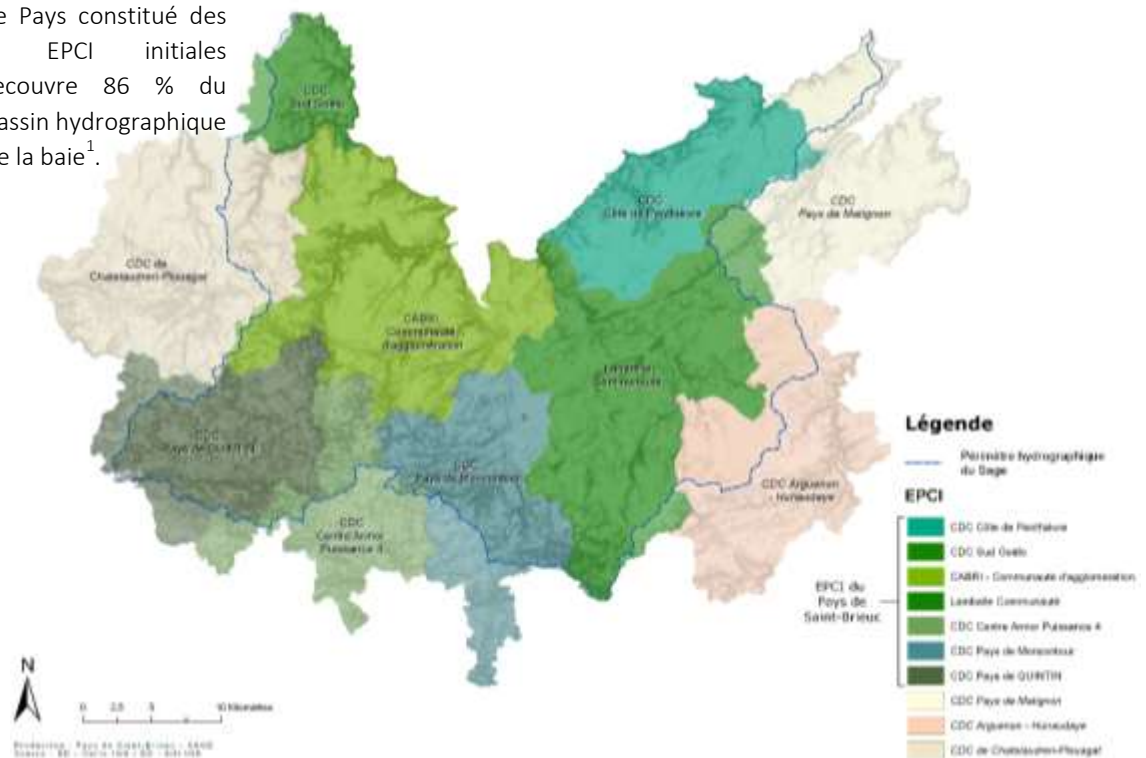 e Pays constitué des
EPCI initiales
ecouvre 86 % du
assin hydrographique
e la baie¹.
CDC
Sud Goëlo
CDC
Côte de Penthièvre
CDC
Pays de Matignon
CDC de
Chatelaudren-Plouagat
CABRI
Communauté
d'agglomération
Lamballe
Communauté
CDC
Pays de QUINTIN
CDC
Pays de Moncontour
CDC Arguenon
- Hunaudaye
CDC
Centre Armor
Puissance 4
Légende
Périmètre hydrographique
du Sage
EPCI
CDC Côte de Penthièvre
CDC Sud Goëlo
CABRI - Communauté d'agglomération
Lamballe Communauté
CDC Centre Armor Puissance 4
CDC Pays de Moncontour
CDC Pays de QUINTIN
CDC Pays de Matignon
CDC Arguenon - Hunaudaye
CDC de Chatelaudren-Plouagat
EPCI du
Pays de
Saint-Brieuc
N
0 2,5 5 10 Kilomètres
Pays de Saint-Brieuc - SAGE